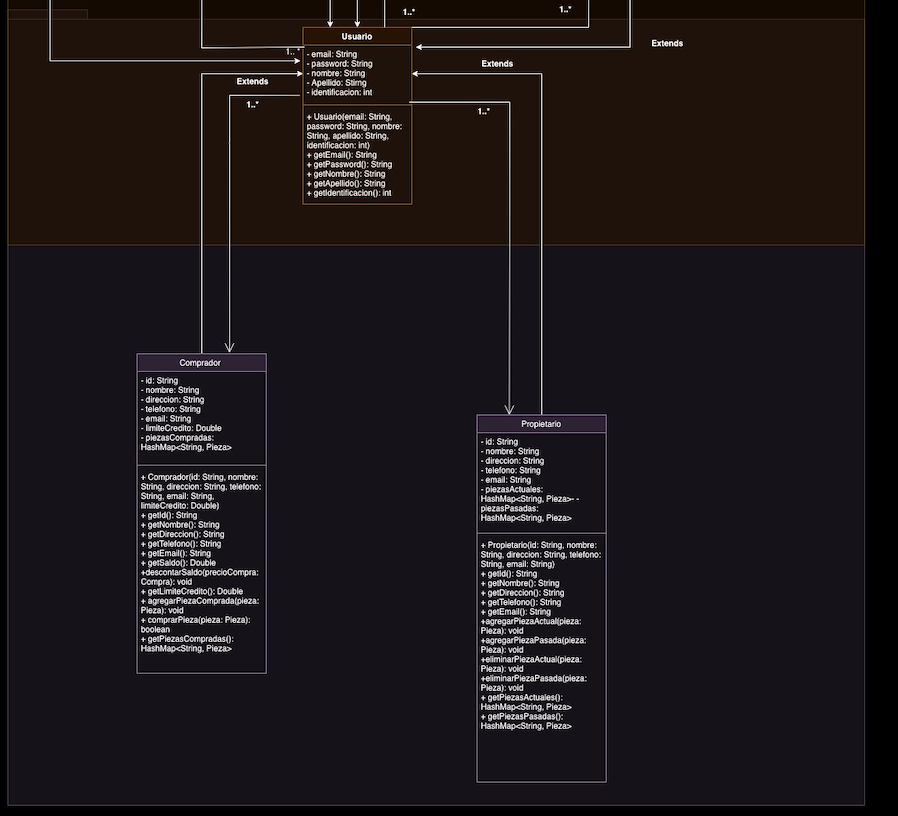 1..*
1..*
Usuario
Extends
1..*
- email: String
- password: String
- nombre: String
- Apellido: String
- identificacion: int
Extends
Extends
1..*
1..*
+ Usuario(email: String,
password: String, nombre:
String, apellido: String,
identificacion: int)
+ getEmail(): String
+ getPassword(): String
+ getNombre(): String
+ getApellido(): String
+ getIdentificacion(): int
Comprador
- id: String
- nombre: String
- direccion: String
- telefono: String
- email: String
- limiteCredito: Double
- piezasCompradas:
HashMap<String, Pieza>
+ Comprador(id: String, nombre:
String, direccion: String, telefono:
String, email: String,
limiteCredito: Double)
+ getId(): String
+ getNombre(): String
+ getDireccion(): String
+ getTelefono(): String
+ getEmail(): String
+ getSaldo(): Double
+descontarSaldo(precioCompra:
Compra): void
+ getLimiteCredito(): Double
+ agregarPiezaComprada(pieza:
Pieza): void
+ comprarPieza(pieza: Pieza):
boolean
+ getPiezasCompradas():
HashMap<String, Pieza>
Propietario
- id: String
- nombre: String
- direccion: String
- telefono: String
- email: String
- piezasActuales:
HashMap<String, Pieza>- -
piezasPasadas:
HashMap<String, Pieza>
+ Propietario(id: String, nombre:
String, direccion: String, telefono:
String, email: String)
+ getId(): String
+ getNombre(): String
+ getDireccion(): String
+ getTelefono(): String
+ getEmail(): String
+agregarPiezaActual(pieza:
Pieza): void
+agregarPiezaPasada(pieza:
Pieza): void
+eliminarPiezaActual(pieza:
Pieza): void
+eliminarPiezaPasada(pieza:
Pieza): void
+ getPiezasActuales():
HashMap<String, Pieza>
+ getPiezasPasadas():
HashMap<String, Pieza>